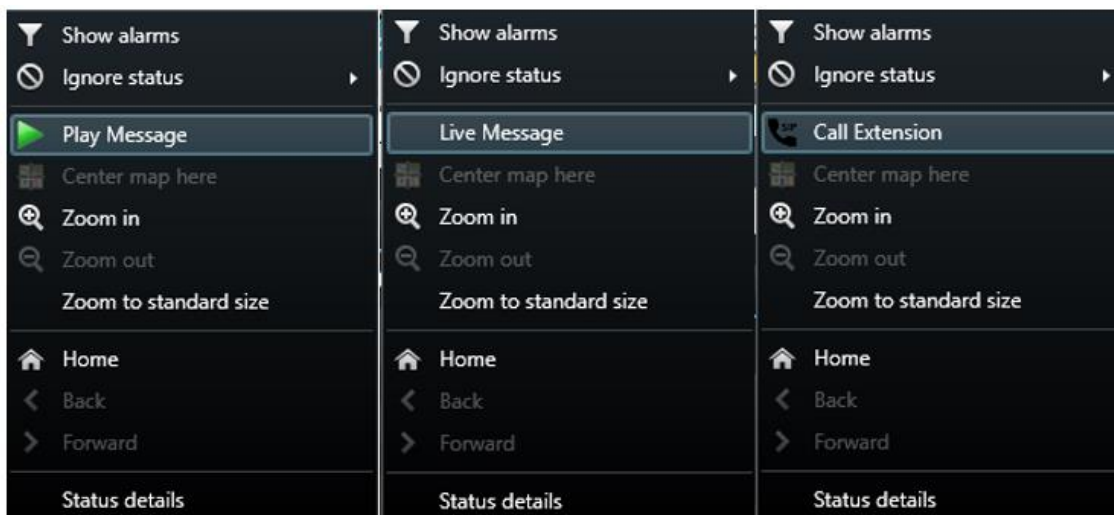 Show alarms
Ignore status
Play Message
Center map here
Zoom in
Zoom out
Zoom to standard size
Home
Back
Forward
Status details
Show alarms
Ignore status
Live Message
Center map here
Zoom in
Zoom out
Zoom to standard size
Home
Back
Forward
Status details
Show alarms
Ignore status
SIP
Call Extension
Center map here
Zoom in
Zoom out
Zoom to standard size
Home
Back
Forward
Status details